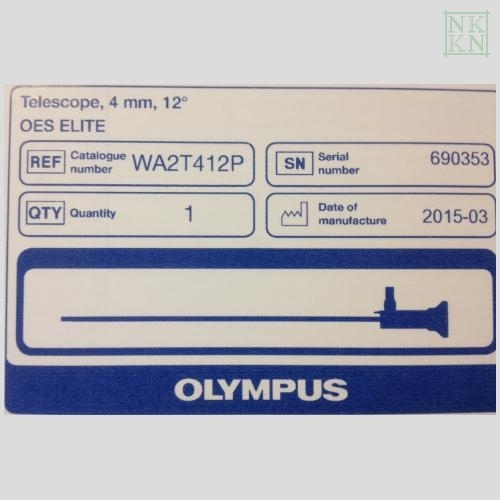 NK
KN
Telescope, 4 mm, 12°
OES ELITE
REF Catalogue number WA2T412P
SN Serial number 690353
QTY Quantity 1
Date of manufacture 2015-03
OLYMPUS